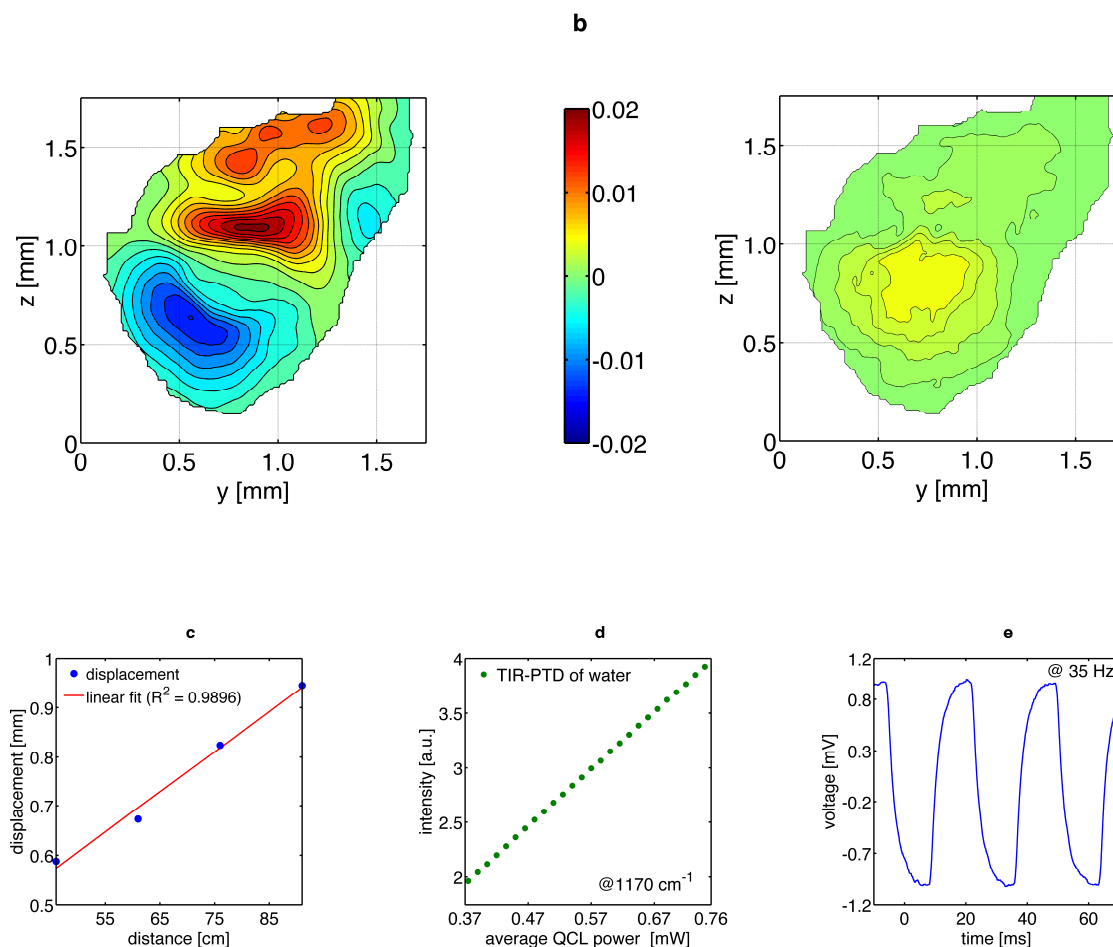 b
1.5
1.0
0.5
0
z [mm]
0
0.5
1.0
1.5
y [mm]
0.02
0.01
0
-0.01
-0.02
1.5
1.0
0.5
0
z [mm]
0
0.5
1.0
1.5
y [mm]
c
displacement
linear fit (R² = 0.9896)
1
0.9
0.8
0.7
0.6
0.5
displacement [mm]
55
65
75
85
distance [cm]
d
TIR-PTD of water
4
3.5
3
2.5
2
intensity [a.u.]
@1170 cm⁻¹
0.37
0.47
0.57
0.67
0.76
average QCL power [mW]
e
@ 35 Hz
1.2
0.8
0.3
-0.2
-0.7
-1.2
voltage [mV]
0
20
40
60
time [ms]